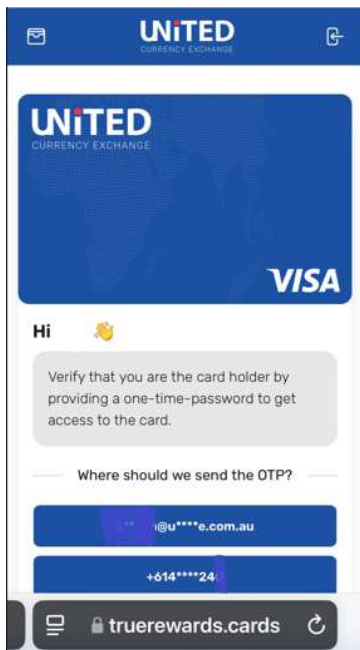 UNITED
CURRENCY EXCHANGE
UNITED
CURRENCY EXCHANGE
VISA
Hi 👋
Verify that you are the card holder by
providing a one-time-password to get
access to the card.
Where should we send the OTP?
@u****e.com.au
+614****24
truerewards.cards